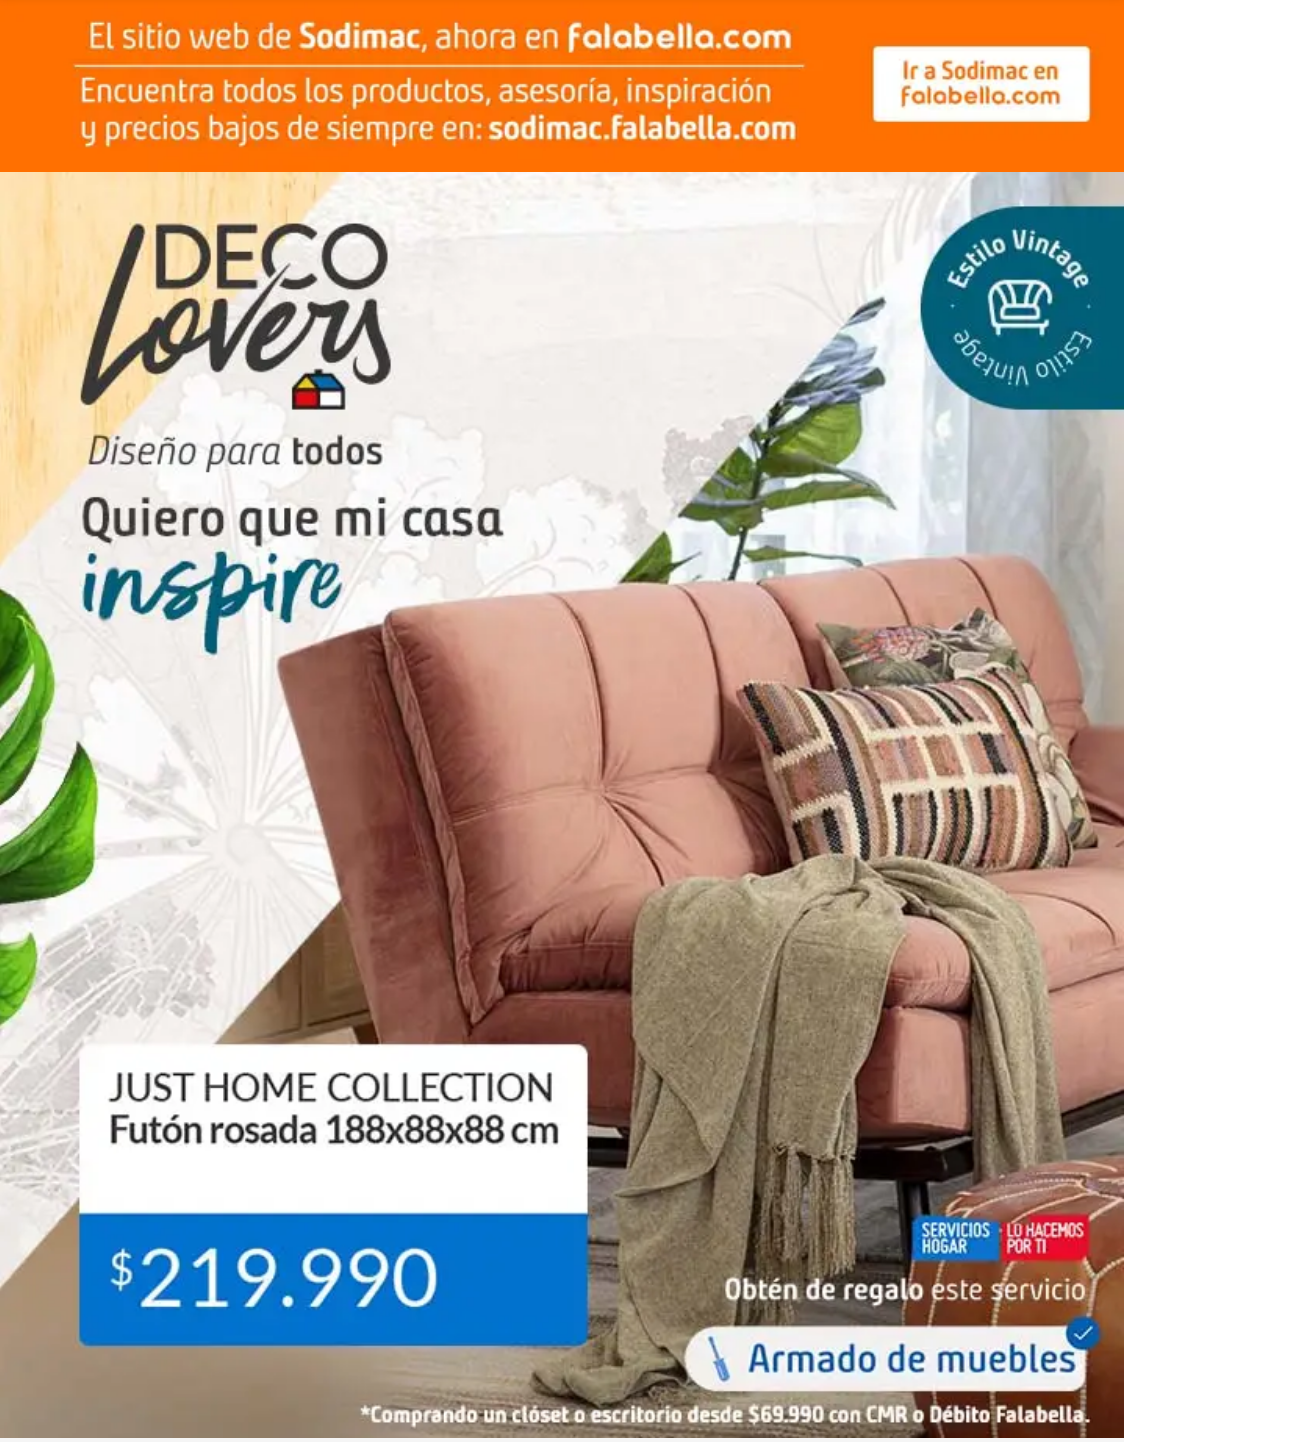 El sitio web de Sodimac, ahora en falabella.com
Encuentra todos los productos, asesoría, inspiración
y precios bajos de siempre en: sodimac.falabella.com
Ir a Sodimac en
falabella.com
DECO
Lovers
Diseño para todos
Quiero que mi casa
inspire
Estilo Vintage
Estilo Vintage
JUST HOME COLLECTION
Futón rosada 188x88x88 cm
$219.990
SERVICIOS
HOGAR
LO HACEMOS
POR TI
Obtén de regalo este servicio
Armado de muebles
*Comprando un clóset o escritorio desde $69.990 con CMR o Débito Falabella.